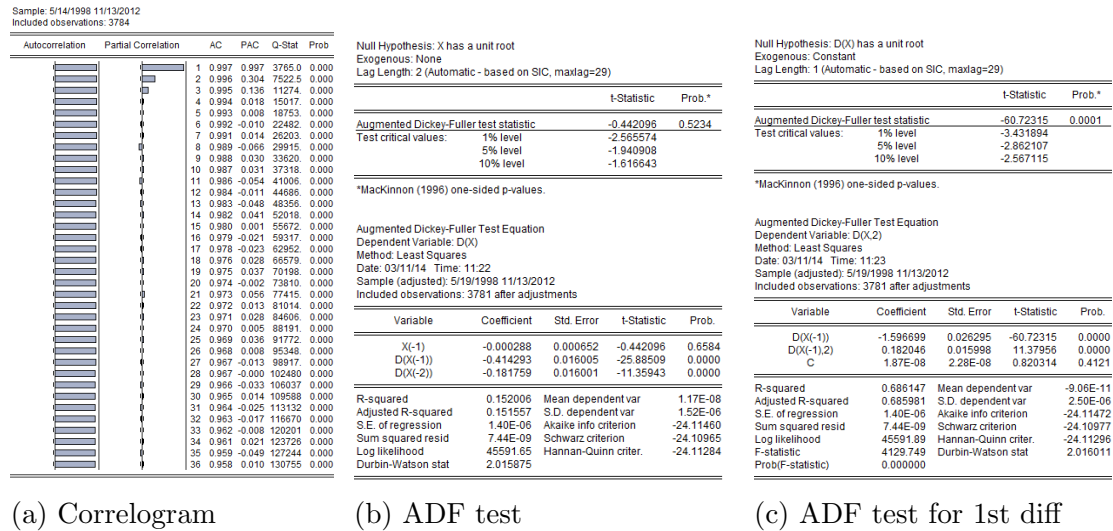 Sample: 5/14/1998 11/13/2012
Included observations: 3784
Autocorrelation Partial Correlation AC PAC Q-Stat Prob
1 0.997 0.997 3765.0 0.000
2 0.996 0.304 7522.5 0.000
3 0.995 0.136 11274. 0.000
4 0.994 0.018 15017. 0.000
5 0.993 0.008 18753. 0.000
6 0.992 -0.010 22482. 0.000
7 0.991 0.014 26203. 0.000
8 0.989 -0.066 29915. 0.000
9 0.988 0.030 33620. 0.000
10 0.987 0.031 37318. 0.000
11 0.986 -0.054 41006. 0.000
12 0.984 -0.011 44686. 0.000
13 0.983 -0.048 48356. 0.000
14 0.982 0.041 52018. 0.000
15 0.980 0.001 55672. 0.000
16 0.979 -0.021 59317. 0.000
17 0.978 -0.023 62952. 0.000
18 0.976 0.028 66579. 0.000
19 0.975 0.037 70198. 0.000
20 0.974 -0.002 73810. 0.000
21 0.973 0.056 77415. 0.000
22 0.972 0.013 81014. 0.000
23 0.971 0.028 84606. 0.000
24 0.970 0.005 88191. 0.000
25 0.969 0.036 91772. 0.000
26 0.968 0.008 95348. 0.000
27 0.967 -0.013 98917. 0.000
28 0.967 -0.000 102480 0.000
29 0.966 -0.033 106037 0.000
30 0.965 0.014 109588 0.000
31 0.964 -0.025 113132 0.000
32 0.963 -0.017 116670 0.000
33 0.962 -0.008 120201 0.000
34 0.961 0.021 123726 0.000
35 0.959 -0.049 127244 0.000
36 0.958 0.010 130755 0.000
(a) Correlogram
Null Hypothesis: X has a unit root
Exogenous: None
Lag Length: 2 (Automatic - based on SIC, maxlag=29)
t-Statistic Prob.*
Augmented Dickey-Fuller test statistic -0.442096 0.5234
Test critical values: 1% level -2.565574
5% level -1.940908
10% level -1.616643
*MacKinnon (1996) one-sided p-values.
Augmented Dickey-Fuller Test Equation
Dependent Variable: D(X)
Method: Least Squares
Date: 03/11/14 Time: 11:22
Sample (adjusted): 5/19/1998 11/13/2012
Included observations: 3781 after adjustments
Variable Coefficient Std. Error t-Statistic Prob.
X(-1) -0.000288 0.000652 -0.442096 0.6584
D(X(-1)) -0.414293 0.016005 -25.88509 0.0000
D(X(-2)) -0.181759 0.016001 -11.35943 0.0000
R-squared 0.152006 Mean dependent var 1.17E-08
Adjusted R-squared 0.151557 S.D. dependent var 1.52E-06
S.E. of regression 1.40E-06 Akaike info criterion -24.11460
Sum squared resid 7.44E-09 Schwarz criterion -24.10965
Log likelihood 45591.65 Hannan-Quinn criter. -24.11284
Durbin-Watson stat 2.015875
(b) ADF test
Null Hypothesis: D(X) has a unit root
Exogenous: Constant
Lag Length: 1 (Automatic - based on SIC, maxlag=29)
t-Statistic Prob.*
Augmented Dickey-Fuller test statistic -60.72315 0.0001
Test critical values: 1% level -3.431894
5% level -2.862107
10% level -2.567115
*MacKinnon (1996) one-sided p-values.
Augmented Dickey-Fuller Test Equation
Dependent Variable: D(X,2)
Method: Least Squares
Date: 03/11/14 Time: 11:23
Sample (adjusted): 5/19/1998 11/13/2012
Included observations: 3781 after adjustments
Variable Coefficient Std. Error t-Statistic Prob.
D(X(-1)) -1.596699 0.026295 -60.72315 0.0000
D(X(-1),2) 0.182046 0.015998 11.37956 0.0000
C 1.87E-08 2.28E-08 0.820314 0.4121
R-squared 0.686147 Mean dependent var -9.06E-11
Adjusted R-squared 0.685981 S.D. dependent var 2.50E-06
S.E. of regression 1.40E-06 Akaike info criterion -24.11472
Sum squared resid 7.44E-09 Schwarz criterion -24.10977
Log likelihood 45591.89 Hannan-Quinn criter. -24.11296
F-statistic 4129.749 Durbin-Watson stat 2.016011
Prob(F-statistic) 0.000000
(c) ADF test for 1st diff